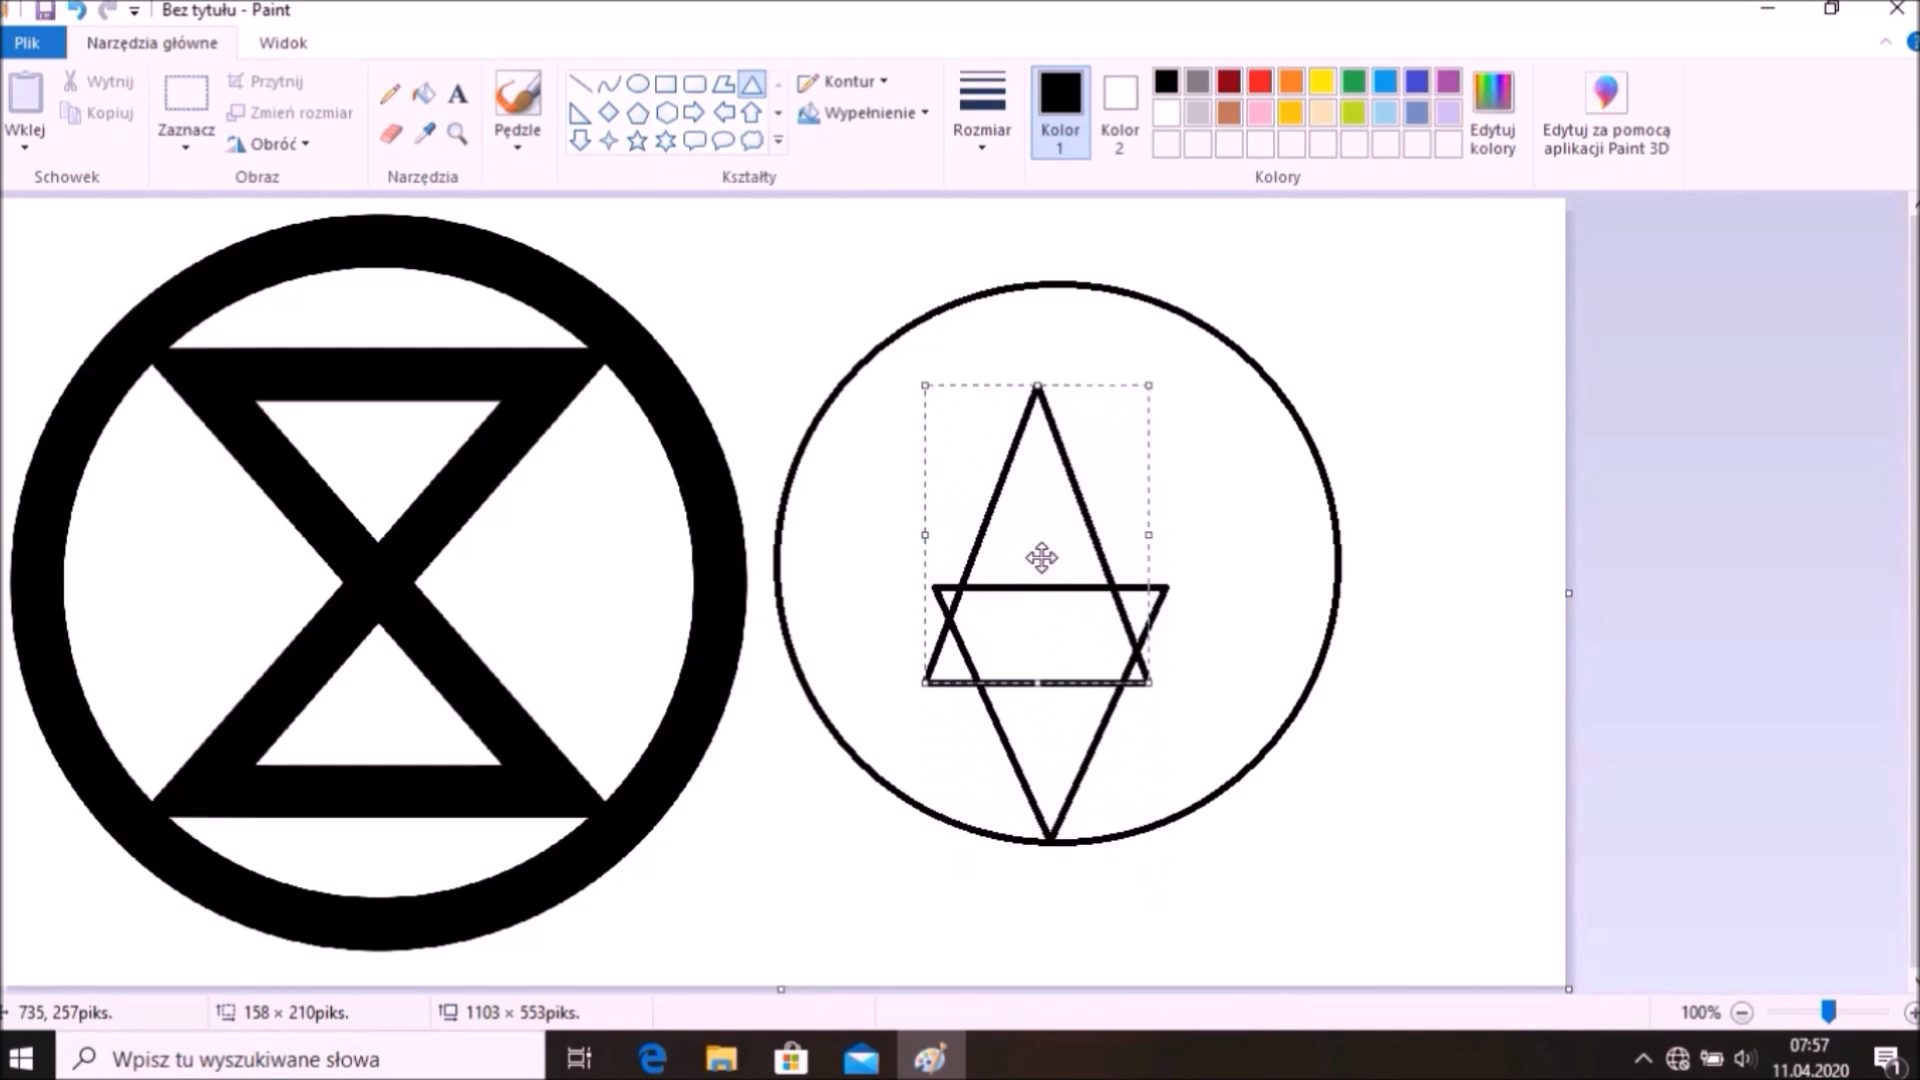 Bez tytułu - Paint
Plik
Narzędzia główne
Widok
Wklej
Wytnij
Kopiuj
Schowek
Zaznacz
Przytnij
Zmień rozmiar
Obróć
Obraz
A
Narzędzia
Pędzle
Kształty
Kontur
Wypełnienie
Rozmiar
Kolor
1
Kolor
2
Kolory
Edytuj
kolory
Edytuj za pomocą
aplikacji Paint 3D
735, 257piks.
158 × 210piks.
1103 × 553piks.
100%
Wpisz tu wyszukiwane słowa
07:57
11.04.2020
1